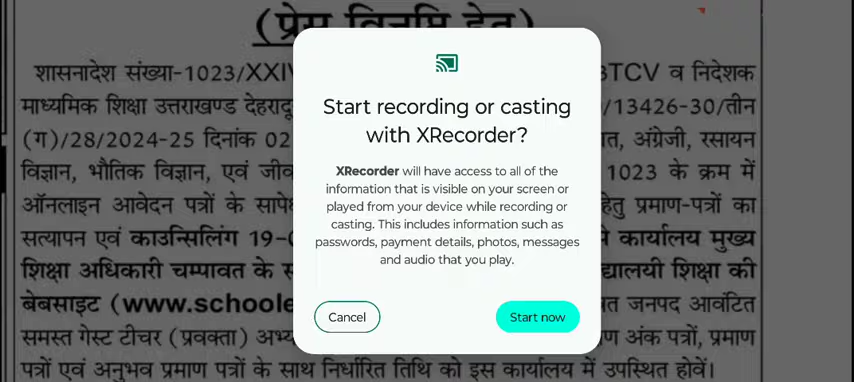 (प्रेस विज्ञप्ति हेतु)
शासनादेश संख्या-1023/XXIV
माध्यमिक शिक्षा उत्तराखण्ड देहरादू
(ग)/28/2024-25 दिनांक 02
विज्ञान, भौतिक विज्ञान, एवं जीव
ऑनलाइन आवेदन पत्रों के सापे
सत्यापन एवं काउन्सिलिंग 19-
शिक्षा अधिकारी चम्पावत के स
बेबसाइट (www.schoole
समस्त गेस्ट टीचर (प्रवक्ता) अभ्य
पत्रों एवं अनुभव प्रमाण पत्रों के साथ निर्धारित तिथि को इस कार्यालय में उपस्थित होवें।
Start recording or casting
with XRecorder?
XRecorder will have access to all of the
information that is visible on your screen or
played from your device while recording or
casting. This includes information such as
passwords, payment details, photos, messages
and audio that you play.
Cancel
Start now
TCV व निदेशक
/13426-30/तीन
त, अंग्रेजी, रसायन
1023 के क्रम में
हेतु प्रमाण-पत्रों का
कार्यालय मुख्य
द्यालयी शिक्षा की
त जनपद आवंटित
अंक पत्रों, प्रमाण